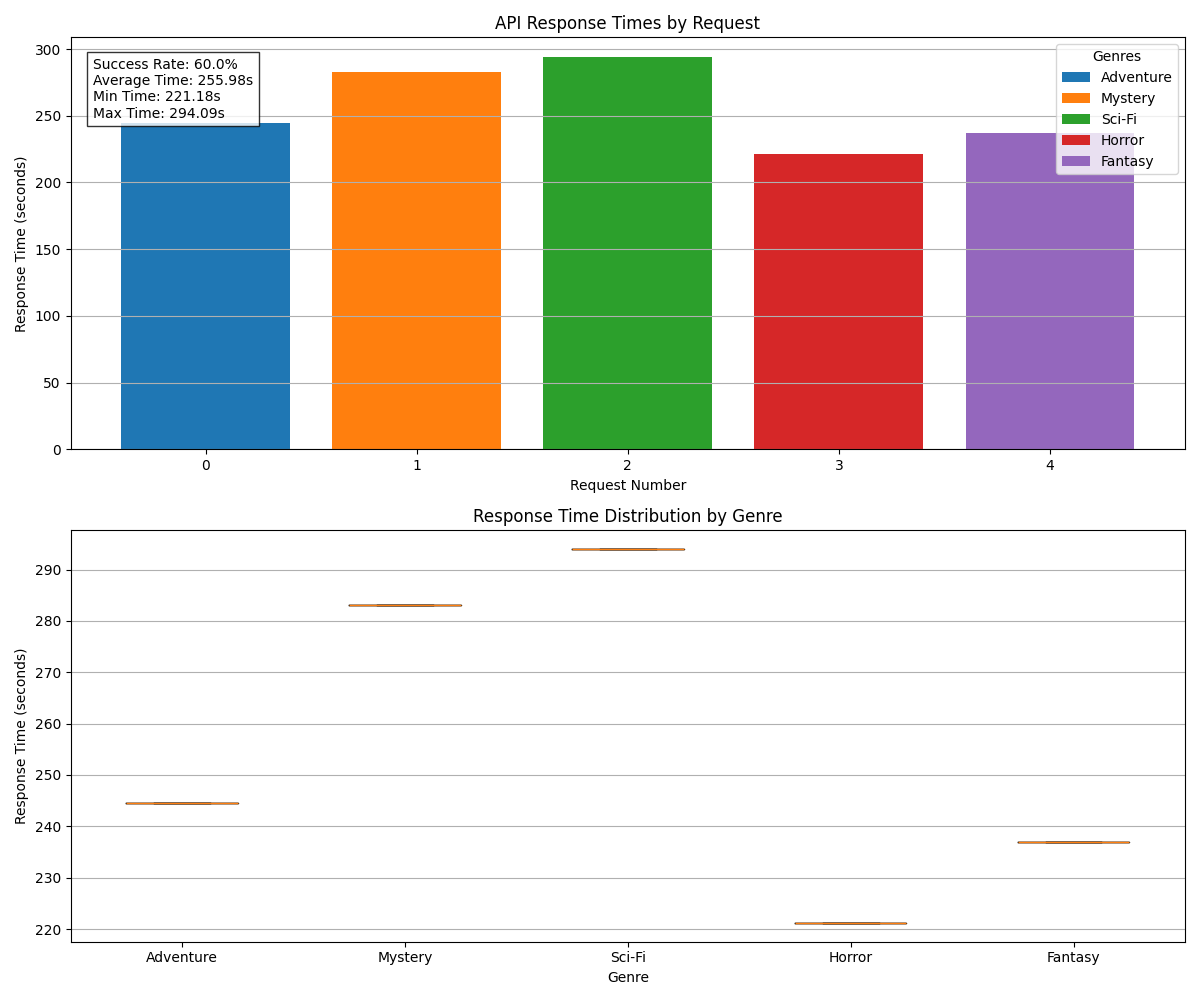 API Response Times by Request
Success Rate: 60.0%
Average Time: 255.98s
Min Time: 221.18s
Max Time: 294.09s
Genres
Adventure
Mystery
Sci-Fi
Horror
Fantasy
Response Time (seconds)
300
250
200
150
100
50
0
0 1 2 3 4
Request Number
Response Time Distribution by Genre
Response Time (seconds)
290
280
270
260
250
240
230
220
Adventure Mystery Sci-Fi Horror Fantasy
Genre